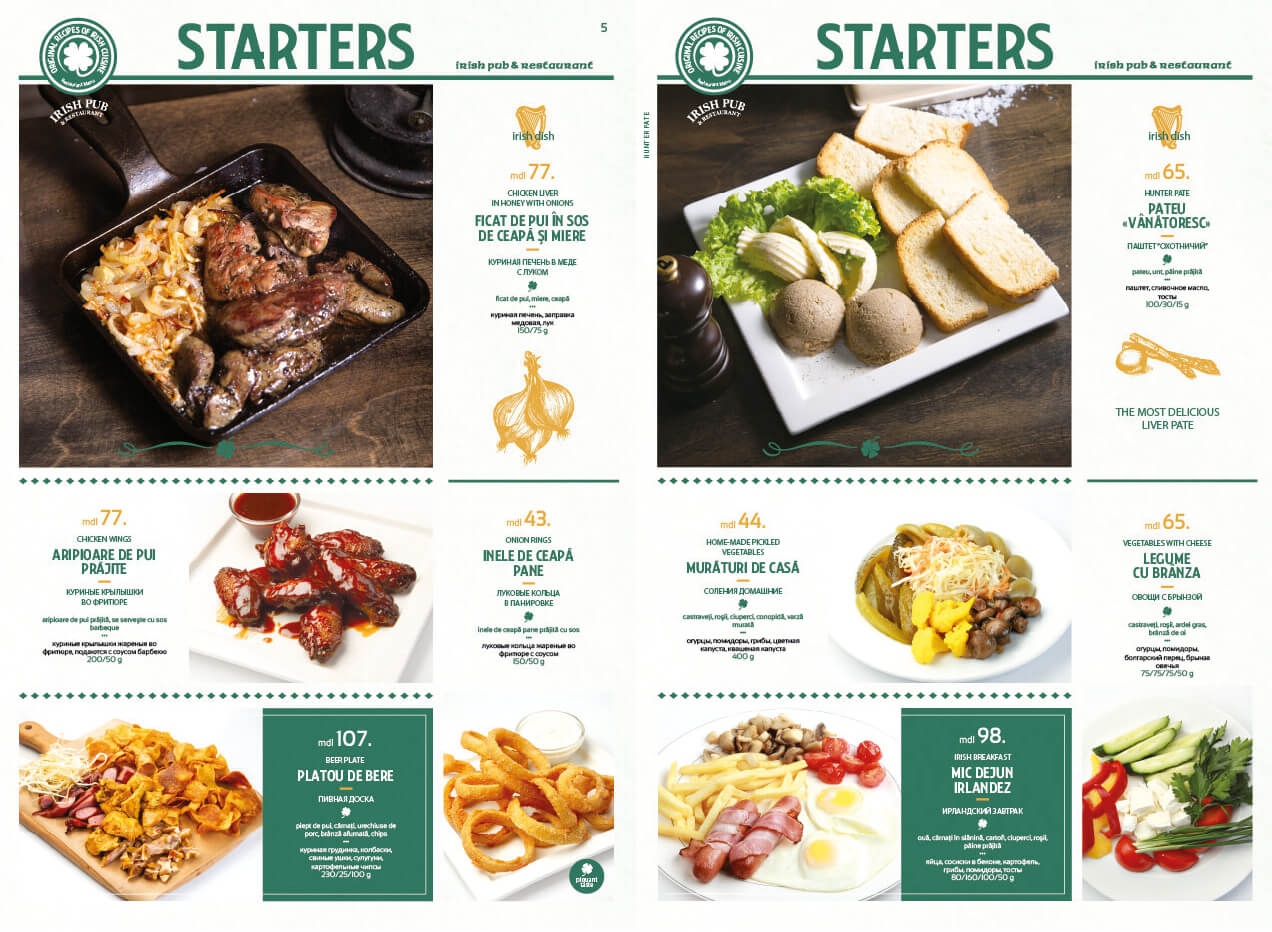 ORIGINAL RECIPES OF IRISH CUISINE
Restaurant Menu
IRISH PUB
& RESTAURANT
STARTERS
5
irish pub & restaurant
irish dish
mdl 77.
CHICKEN LIVER
IN HONEY WITH ONIONS
FICAT DE PUI ÎN SOS
DE CEAPĂ ȘI MIERE
КУРИНАЯ ПЕЧЕНЬ В МЕДЕ
С ЛУКОМ
ficat de pui, miere, ceapă
куриная печень, заправка
медовая, лук
150/75 g
mdl 77.
CHICKEN WINGS
ARIPIOARE DE PUI
PRĂJITE
КУРИНЫЕ КРЫЛЫШКИ
ВО ФРИТЮРЕ
aripioare de pui prăjită, se servește cu sos
barbeque
куриные крылышки жареные во
фритюре, подаются с соусом барбекю
200/50 g
mdl 43.
ONION RINGS
INELE DE CEAPĂ
PANE
ЛУКОВЫЕ КОЛЬЦА
В ПАНИРОВКЕ
inele de ceapă pane prăjită cu sos
луковые кольца жареные во
фритюре с соусом
150/50 g
mdl 107.
BEER PLATE
PLATOU DE BERE
ПИВНАЯ ДОСКА
piept de pui, cârnați, urechiuse de
porc, brânză afumată, chips
куриная грудинка, колбаски,
свиные ушки, сулугуни,
картофельные чипсы
230/25/100 g
piquant
taste
ORIGINAL RECIPES OF IRISH CUISINE
Restaurant Menu
IRISH PUB
& RESTAURANT
STARTERS
irish pub & restaurant
HUNTER PATE
irish dish
mdl 65.
HUNTER PATE
PATEU
«VÂNĂTORESC»
ПАШТЕТ "ОХОТНИЧИЙ"
pateu, unt, pâine prăjită
паштет, сливочное масло,
тосты
100/30/15 g
THE MOST DELICIOUS
LIVER PATE
mdl 44.
HOME-MADE PICKLED
VEGETABLES
MURĂTURI DE CASĂ
СОЛЕНИЯ ДОМАШНИЕ
castraveți, roșii, ciuperci, conopidă, varză
murată
огурцы, помидоры, грибы, цветная
капуста, квашеная капуста
400 g
mdl 65.
VEGETABLES WITH CHEESE
LEGUME
CU BRÂNZA
ОВОЩИ С БРЫНЗОЙ
castraveți, roșii, ardei gras,
brânză de oi
огурцы, помидоры,
болгарский перец, брыная
овечья
75/75/75/50 g
mdl 98.
IRISH BREAKFAST
MIC DEJUN
IRLANDEZ
ИРЛАНДСКИЙ ЗАВТРАК
ouă, cârnați în slănină, cartofi, ciuperci, roșii,
pâine prăjită
яйца, сосиски в беконе, картофель,
грибы, помидоры, тосты
80/160/100/50 g